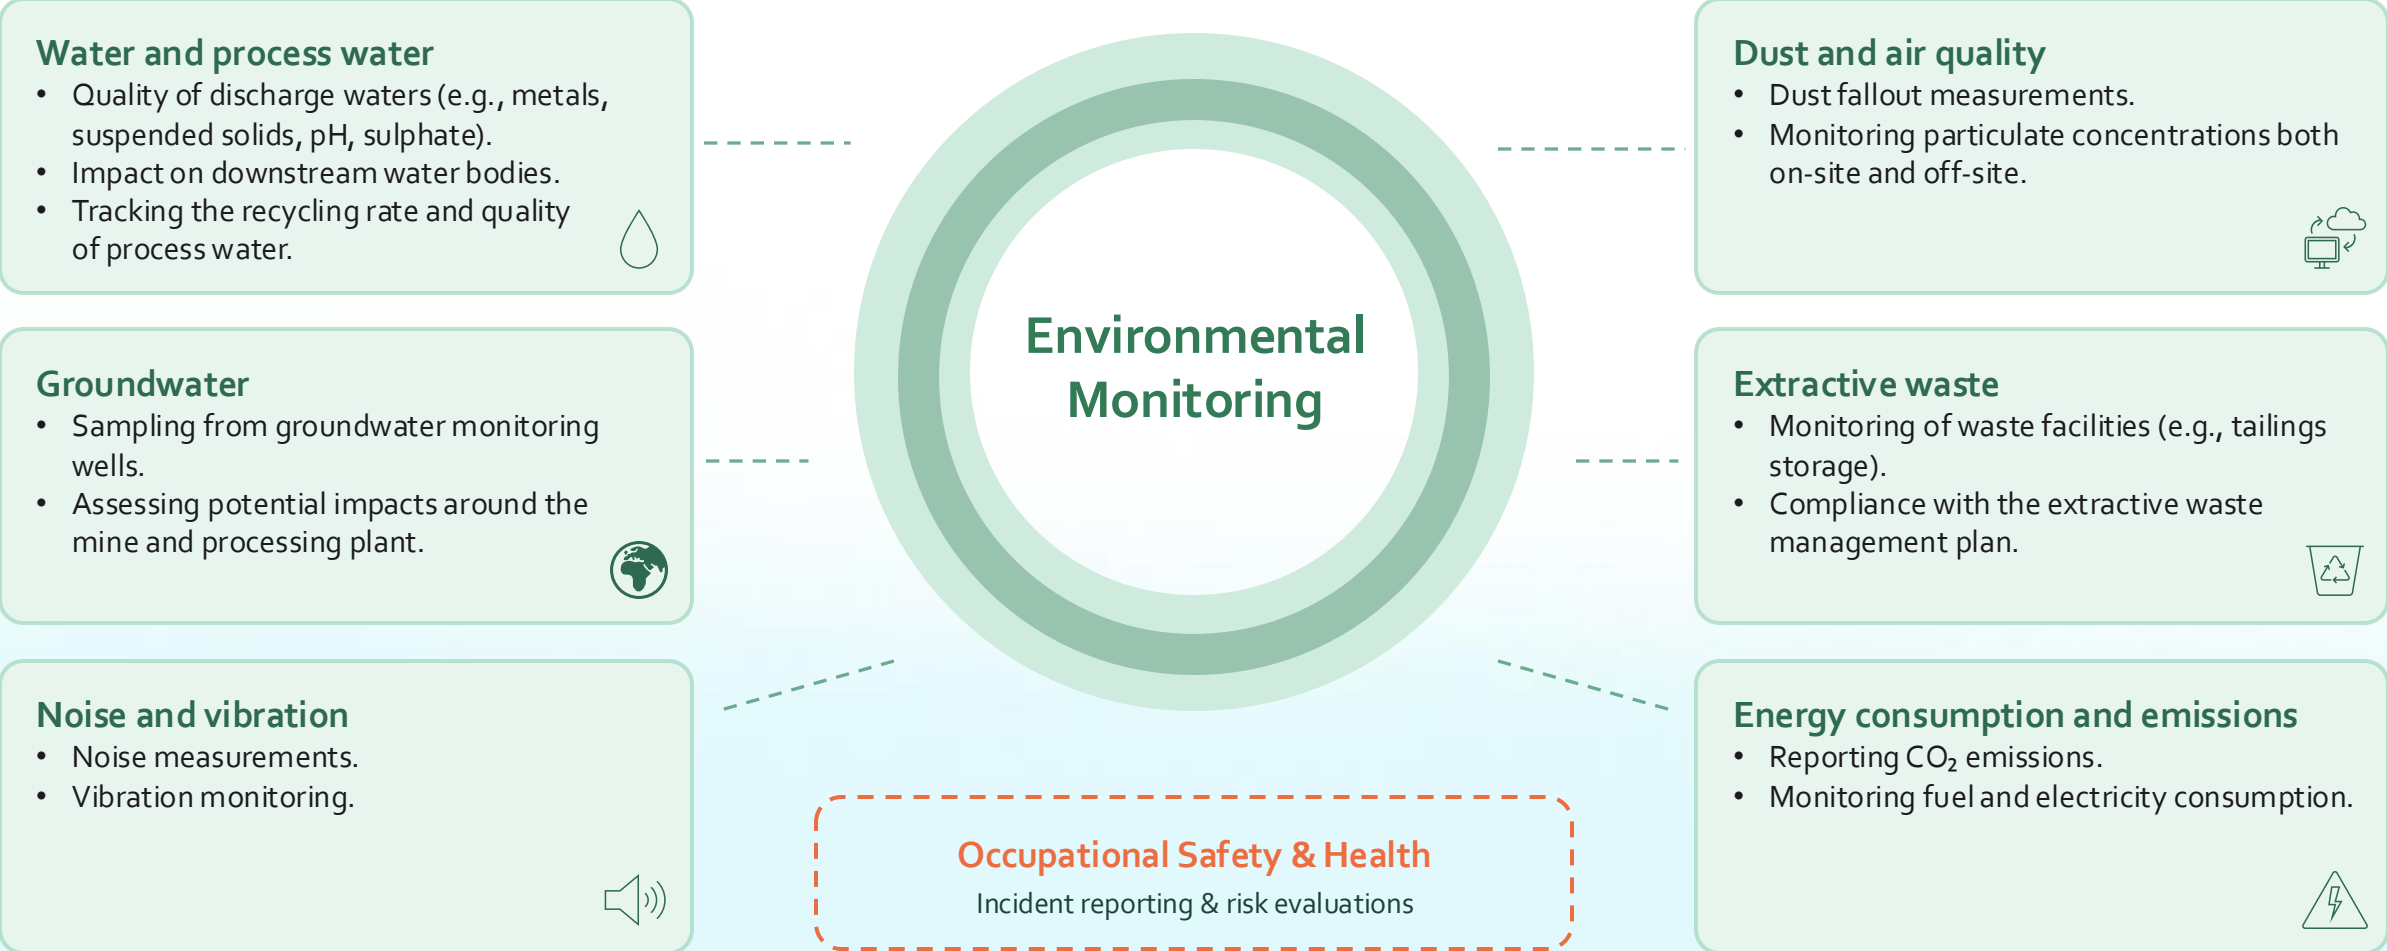 Water and process water
• Quality of discharge waters (e.g., metals,
suspended solids, pH, sulphate).
• Impact on downstream water bodies.
• Tracking the recycling rate and quality
of process water.
Groundwater
• Sampling from groundwater monitoring
wells.
• Assessing potential impacts around the
mine and processing plant.
Noise and vibration
• Noise measurements.
• Vibration monitoring.
Environmental
Monitoring
Occupational Safety & Health
Incident reporting & risk evaluations
Dust and air quality
• Dust fallout measurements.
• Monitoring particulate concentrations both
on-site and off-site.
Extractive waste
• Monitoring of waste facilities (e.g., tailings
storage).
• Compliance with the extractive waste
management plan.
Energy consumption and emissions
• Reporting CO₂ emissions.
• Monitoring fuel and electricity consumption.